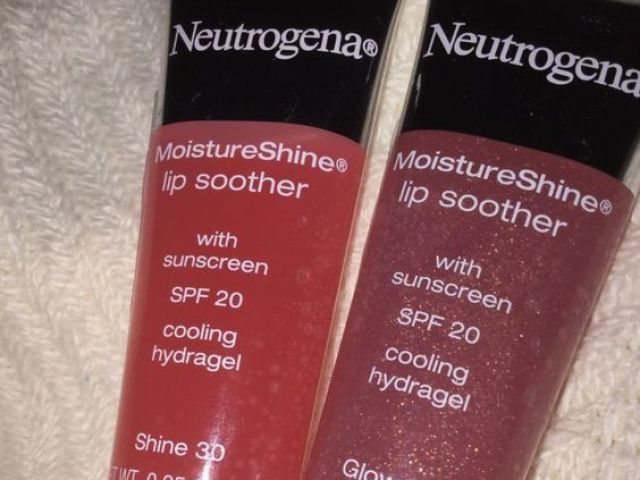 Neutrogena®
MoistureShine®
lip soother
with
sunscreen
SPF 20
cooling
hydragel
Shine 30
Neutrogena
MoistureShine®
lip soother
with
sunscreen
SPF 20
cooling
hydragel
Glow